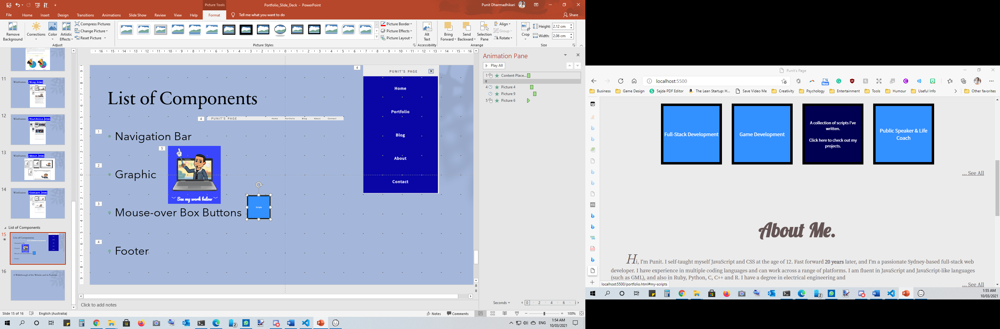 Picture Tools
Portfolio_Slide_Deck - PowerPoint
Punit Dharmadhikari
File Home Insert Design Transitions Animations Slide Show Review View Help Format Tell me what you want to do Share
Remove Background
Corrections
Color
Artistic Effects
Compress Pictures
Change Picture
Reset Picture
Adjust
Picture Styles
Picture Border
Picture Effects
Picture Layout
Alt Text
Accessibility
Bring Forward
Send Backward
Selection Pane
Align
Group
Rotate
Arrange
Crop
Height: 2.12 cm
Width: 2.06 cm
Size
11
WireFrames - /Blog.html
12
WireFrames - /Portfolio.html
13
WireFrames - /About.html
14
WireFrames - /Contact.html
List of Components
15
List of Components
16
A Walkthrough of the Website and its Features
List of Components
4
PUNIT'S PAGE Home Portfolio Blog About Contact
1
Navigation Bar
2
Graphic
5
See my work below
3
Mouse-over Box Buttons
Scripts
4
Footer
4
PUNIT'S PAGE
Home
Portfolio
Blog
About
Contact
Click to add notes
Animation Pane
Play All
1 Content Place...
4 Picture 4
Picture 9
5 Picture 6
Seconds 0 2 4 6
Slide 15 of 16 English (Australia) Notes Comments 100%
ENG
1:54 AM
10/03/2021
Punit's Page
localhost:5500
New
Business Game Design Sejda PDF Editor The Lean Startup: H... Save Video Me Creativity Psychology Entertainment Tools Humour Useful Info Other favorites
Full-Stack Development
Game Development
A collection of scripts I've written.
Click here to check out my projects.
Public Speaker & Life Coach
... See All
About Me.
Hi, I'm Punit. I self-taught myself JavaScript and CSS at the age of 12. Fast forward 20 years later, and I'm a passionate Sydney-based full-stack web
developer. I have experience in multiple coding languages and can work across a range of platforms. I am fluent in JavaScript and JavaScript-like languages
(such as GML), and also in Ruby, Python, C, C++ and R. I have a degree in electrical engineering and
... See All
localhost:5500/portfolio.html#my-scripts
1:55 AM
10/03/2021